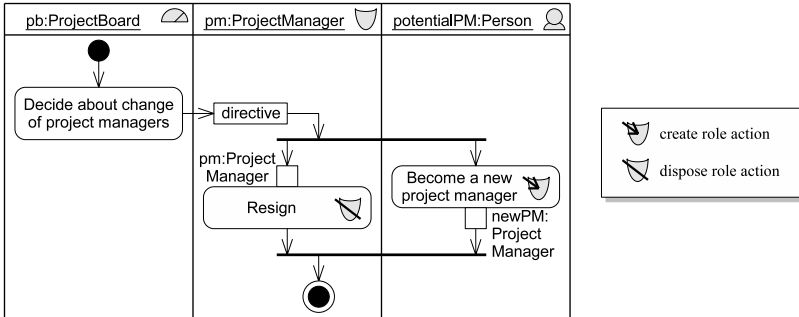 pb:ProjectBoard
pm:ProjectManager
potentialPM:Person
Decide about change
of project managers
directive
pm:Project
Manager
Resign
Become a new
project manager
newPM:
Project
Manager
create role action
dispose role action